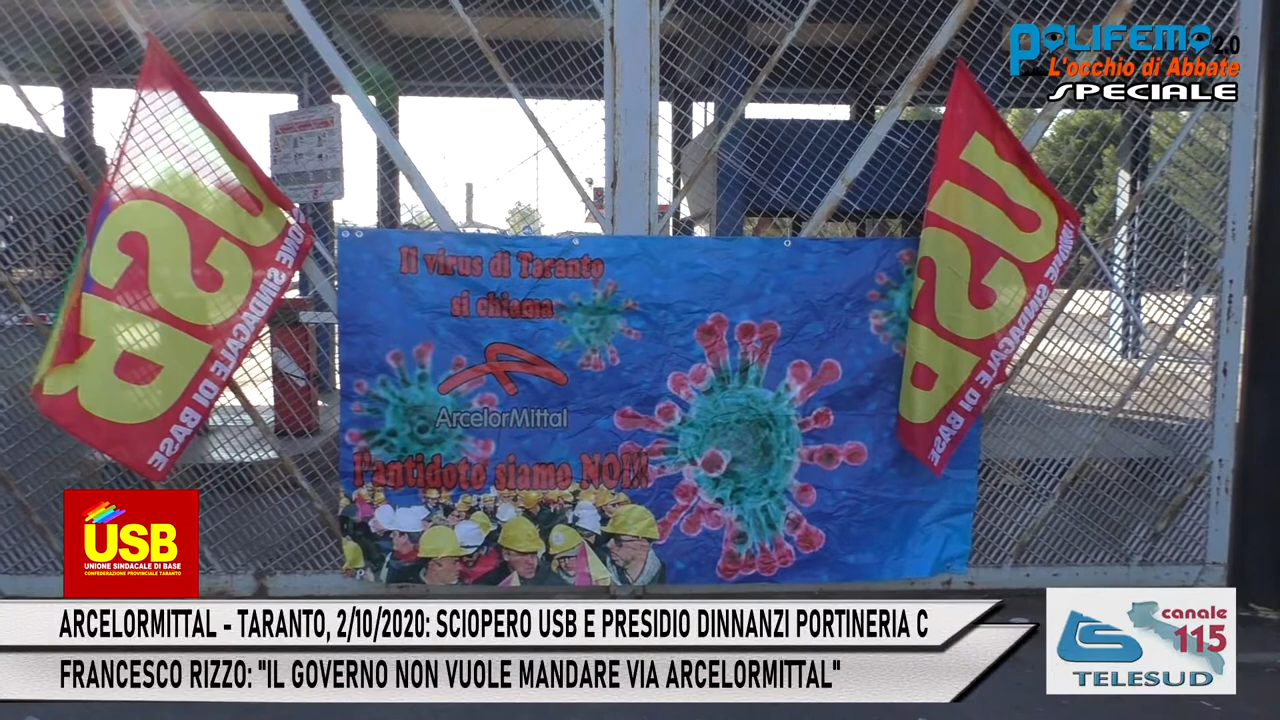 POLIFEMO 2.0
L'occhio di Abbate
SPECIALE
USB
UNIONE SINDACALE DI BASE
USB
UNIONE SINDACALE DI BASE
Il virus di Taranto
si chiama
ArcelorMittal
l'antidoto siamo NOI!!
USB
UNIONE SINDACALE DI BASE
CONFEDERAZIONE PROVINCIALE TARANTO
ARCELORMITTAL - TARANTO, 2/10/2020: SCIOPERO USB E PRESIDIO DINNANZI PORTINERIA C
FRANCESCO RIZZO: "IL GOVERNO NON VUOLE MANDARE VIA ARCELORMITTAL"
canale
115
TELESUD